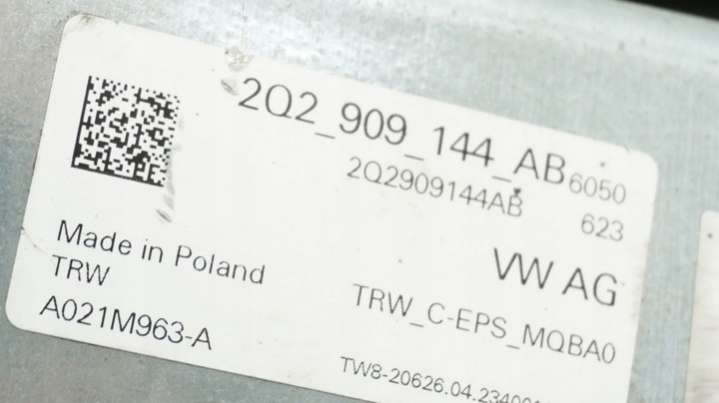 2Q2_909_144_AB
6050
2Q2909144AB
623
VW AG
Made in Poland
TRW
TRW_C-EPS_MQBA0
A021M963-A